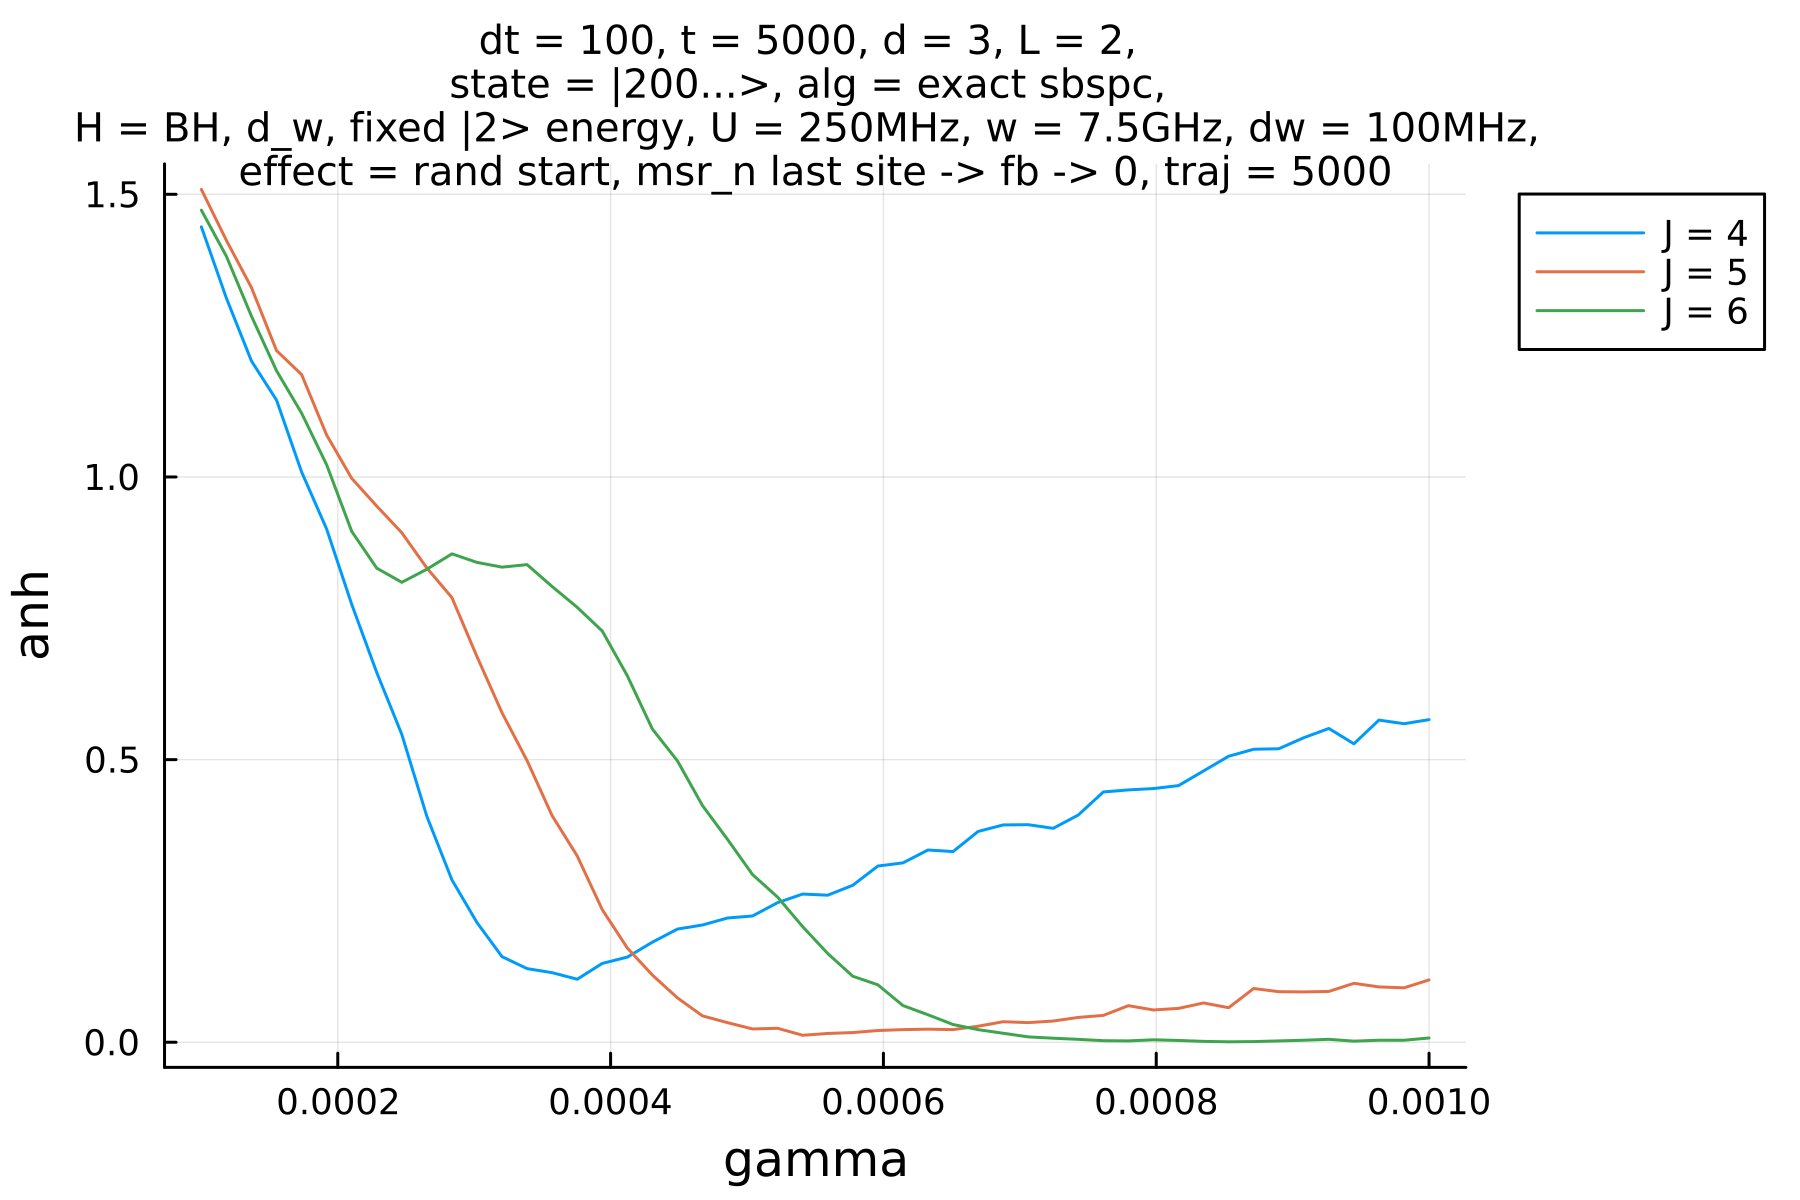 dt = 100, t = 5000, d = 3, L = 2,
state = |200...>, alg = exact sbspc,
H = BH, d_w, fixed |2> energy, U = 250MHz, w = 7.5GHz, dw = 100MHz,
effect = rand start, msr_n last site -> fb -> 0, traj = 5000
1.5
1.0
0.5
0.0
anh
J = 4
J = 5
J = 6
0.0002
0.0004
0.0006
0.0008
0.0010
gamma